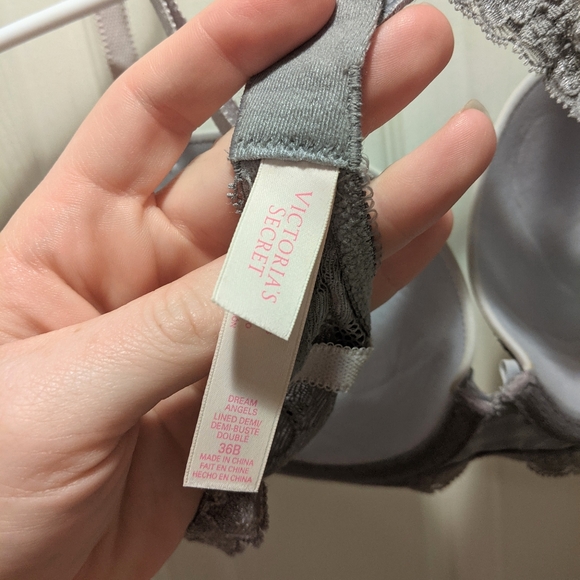 VICTORIA'S
SECRET
DREAM
ANGELS
LINED DEMI/
DEMI-BUSTE
DOUBLE
36B
MADE IN CHINA
FAIT EN CHINE
HECHO EN CHINA